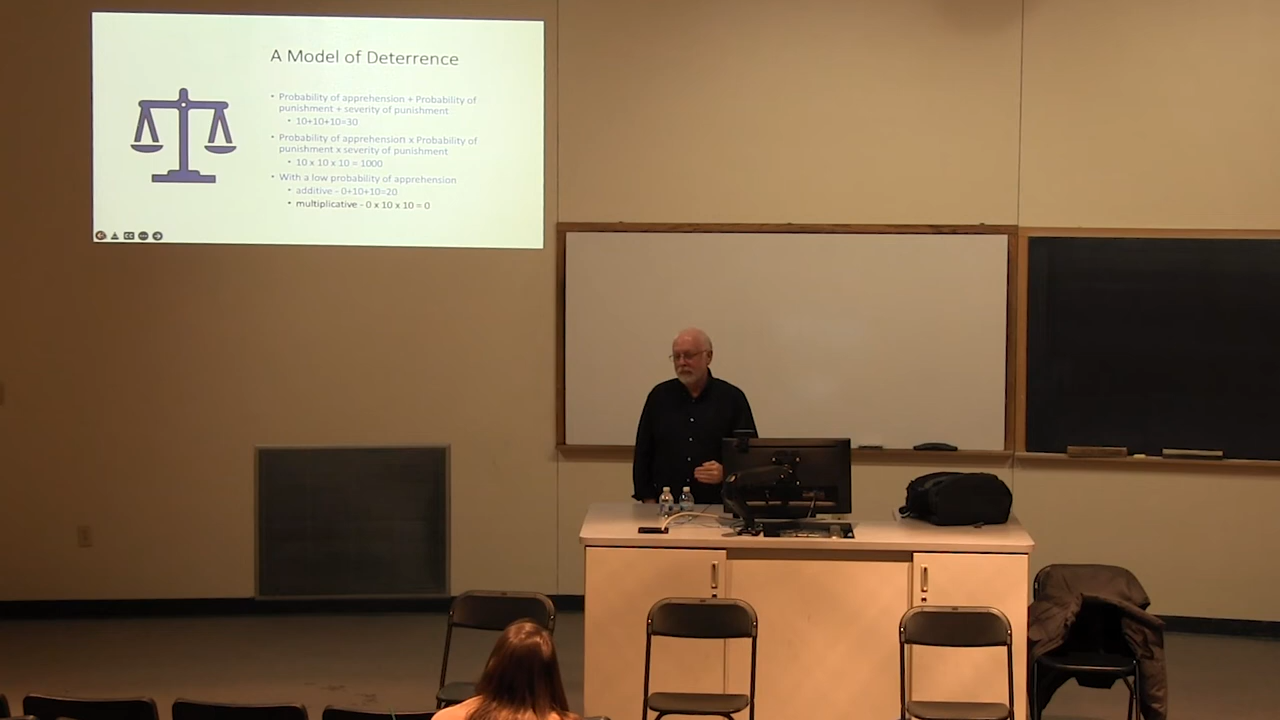 A Model of Deterrence
• Probability of apprehension + Probability of
punishment + severity of punishment
• 10+10+10=30
• Probability of apprehension x Probability of
punishment x severity of punishment
• 10 x 10 x 10 = 1000
• With a low probability of apprehension
• additive - 0+10+10=20
• multiplicative - 0 x 10 x 10 = 0
CC